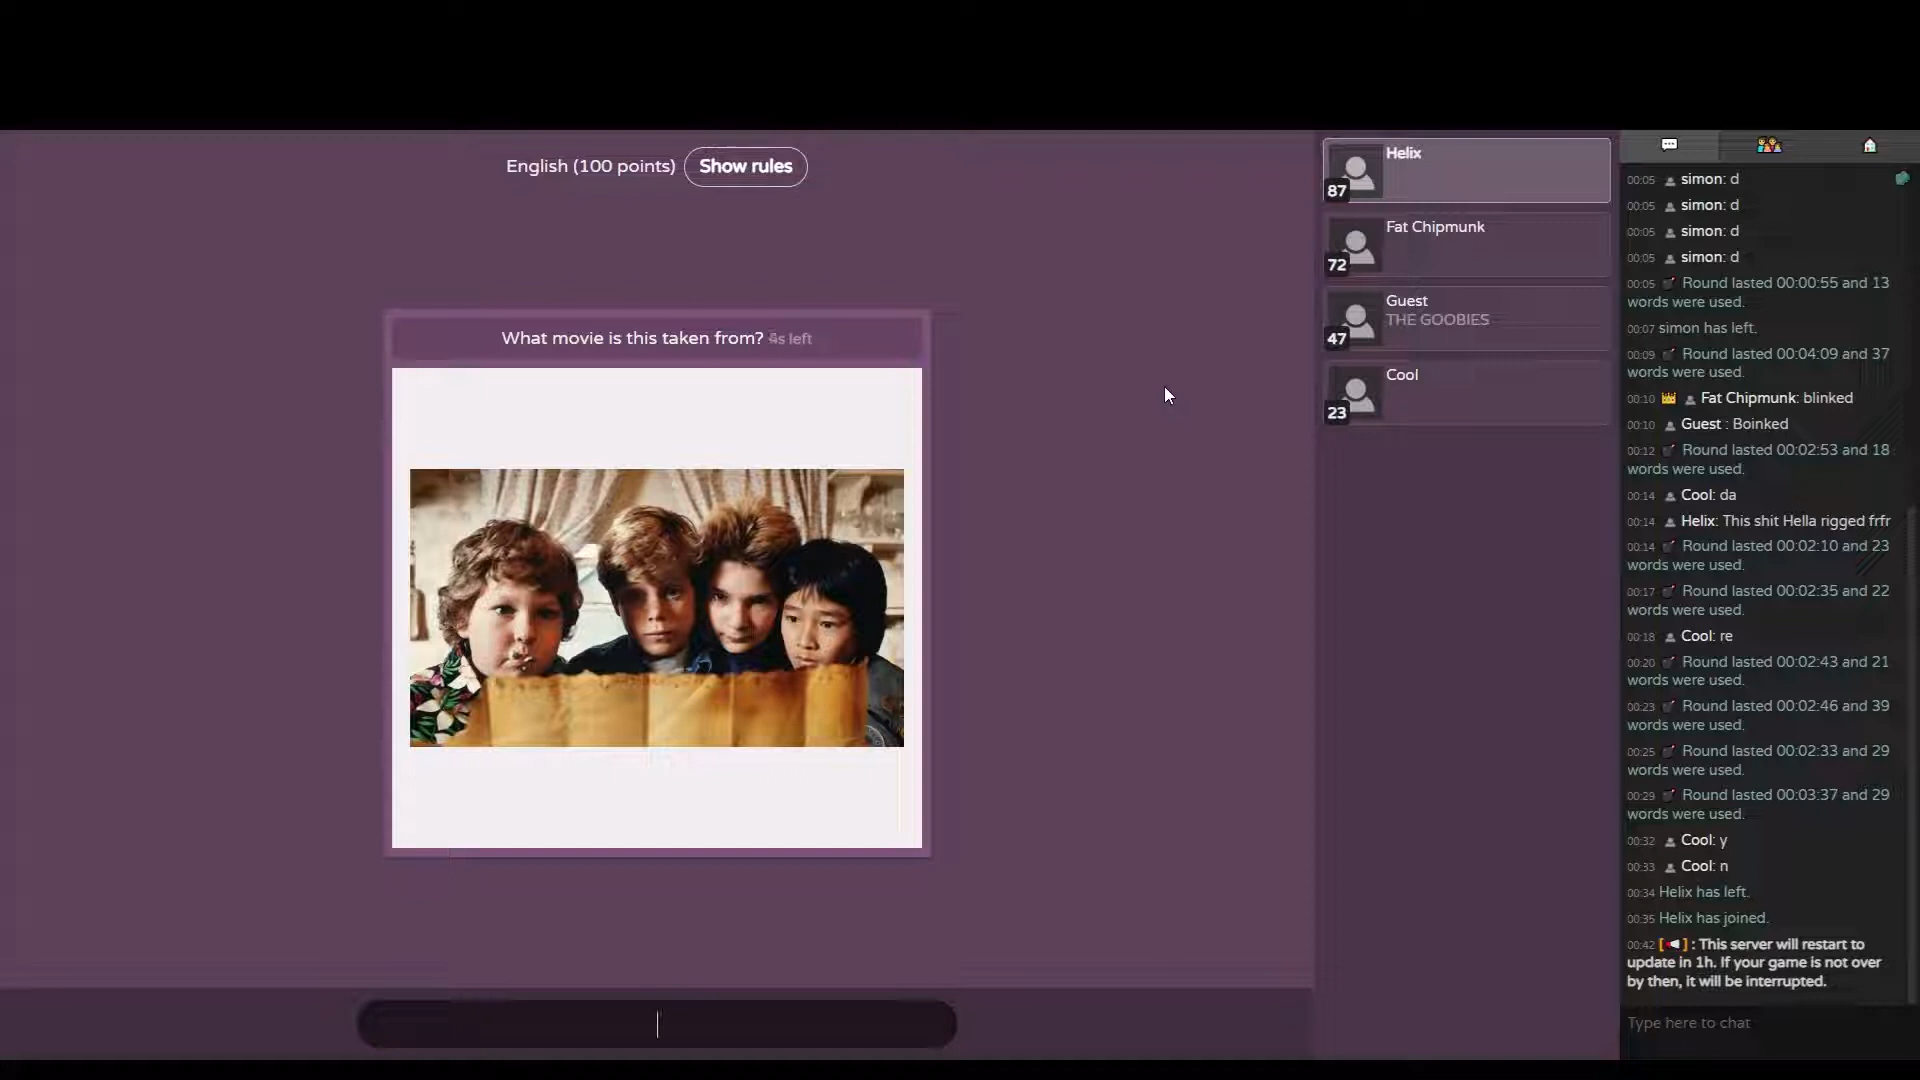 English (100 points) Show rules
What movie is this taken from?
s left
Helix
87
Fat Chipmunk
72
Guest
THE GOOBIES
47
Cool
23
00:05 simon: d
00:05 simon: d
00:05 simon: d
00:05 simon: d
00:05 Round lasted 00:00:55 and 13
words were used.
00:07 simon has left.
00:09 Round lasted 00:04:09 and 37
words were used.
00:10 Fat Chipmunk: blinked
00:10 Guest : Boinked
00:12 Round lasted 00:02:53 and 18
words were used.
00:14 Cool: da
00:14 Helix: This shit Hella rigged frfr
00:14 Round lasted 00:02:10 and 23
words were used.
00:17 Round lasted 00:02:35 and 22
words were used.
00:18 Cool: re
00:20 Round lasted 00:02:43 and 21
words were used.
00:23 Round lasted 00:02:46 and 39
words were used.
00:25 Round lasted 00:02:33 and 29
words were used.
00:29 Round lasted 00:03:37 and 29
words were used.
00:32 Cool: y
00:33 Cool: n
00:34 Helix has left.
00:35 Helix has joined.
00:42 [ ] : This server will restart to
update in 1h. If your game is not over
by then, it will be interrupted.
Type here to chat